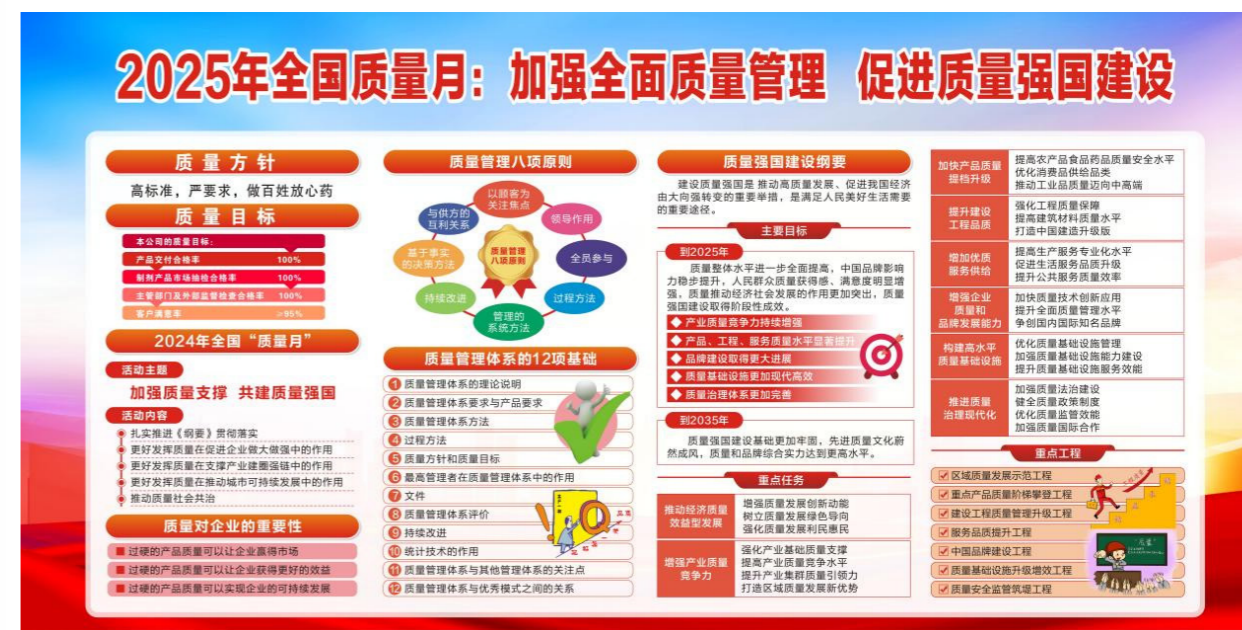 2025年全国质量月：加强全面质量管理 促进质量强国建设
质量方针
高标准，严要求，做百姓放心药
质量目标
本公司的质量目标：
产品交付合格率 100%
制剂产品市场抽检合格率 100%
主管部门及外部监督检查合格率 100%
客户满意率 ≥95%
2024年全国“质量月”
活动主题
加强质量支撑 共建质量强国
活动内容
扎实推进《纲要》贯彻落实
更好发挥质量在促进企业做大做强中的作用
更好发挥质量在支撑产业建圈强链中的作用
更好发挥质量在推动城市可持续发展中的作用
推动质量社会共治
质量对企业的重要性
过硬的产品质量可以让企业赢得市场
过硬的产品质量可以让企业获得更好的效益
过硬的产品质量可以实现企业的可持续发展
质量管理八项原则
以顾客为
关注焦点
领导作用
全员参与
过程方法
管理的
系统方法
持续改进
基于事实
的决策方法
与供方的
互利关系
质量管理
八项原则
质量管理体系的12项基础
1 质量管理体系的理论说明
2 质量管理体系要求与产品要求
3 质量管理体系方法
4 过程方法
5 质量方针和质量目标
6 最高管理者在质量管理体系中的作用
7 文件
8 质量管理体系评价
9 持续改进
10 统计技术的作用
11 质量管理体系与其他管理体系的关注点
12 质量管理体系与优秀模式之间的关系
质量强国建设纲要
建设质量强国是 推动高质量发展、促进我国经济
由大向强转变的重要举措，是满足人民美好生活需要
的重要途径。
主要目标
到2025年
质量整体水平进一步全面提高，中国品牌影响
力稳步提升，人民群众质量获得感、满意度明显增
强，质量推动经济社会发展的作用更加突出，质量
强国建设取得阶段性成效。
产业质量竞争力持续增强
产品、工程、服务质量水平显著提升
品牌建设取得更大进展
质量基础设施更加现代高效
质量治理体系更加完善
到2035年
质量强国建设基础更加牢固，先进质量文化蔚
然成风，质量和品牌综合实力达到更高水平。
重点任务
推动经济质量
效益型发展
增强质量发展创新动能
树立质量发展绿色导向
强化质量发展利民惠民
增强产业质量
竞争力
强化产业基础质量支撑
提高产业质量竞争水平
提升产业集群质量引领力
打造区域质量发展新优势
加快产品质量
提档升级
提高农产品食品药品质量安全水平
优化消费品供给品类
推动工业品质量迈向中高端
提升建设
工程品质
强化工程质量保障
提高建筑材料质量水平
打造中国建造升级版
增加优质
服务供给
提高生产服务专业化水平
促进生活服务品质升级
提升公共服务质量效率
增强企业
质量和
品牌发展能力
加快质量技术创新应用
提升全面质量管理水平
争创国内国际知名品牌
构建高水平
质量基础设施
优化质量基础设施管理
加强质量基础设施能力建设
提升质量基础设施服务效能
推进质量
治理现代化
加强质量法治建设
健全质量政策制度
优化质量监管效能
加强质量国际合作
重点工程
区域质量发展示范工程
重点产品质量阶梯攀登工程
建设工程质量管理升级工程
服务品质提升工程
中国品牌建设工程
质量基础设施升级增效工程
质量安全监管筑堤工程